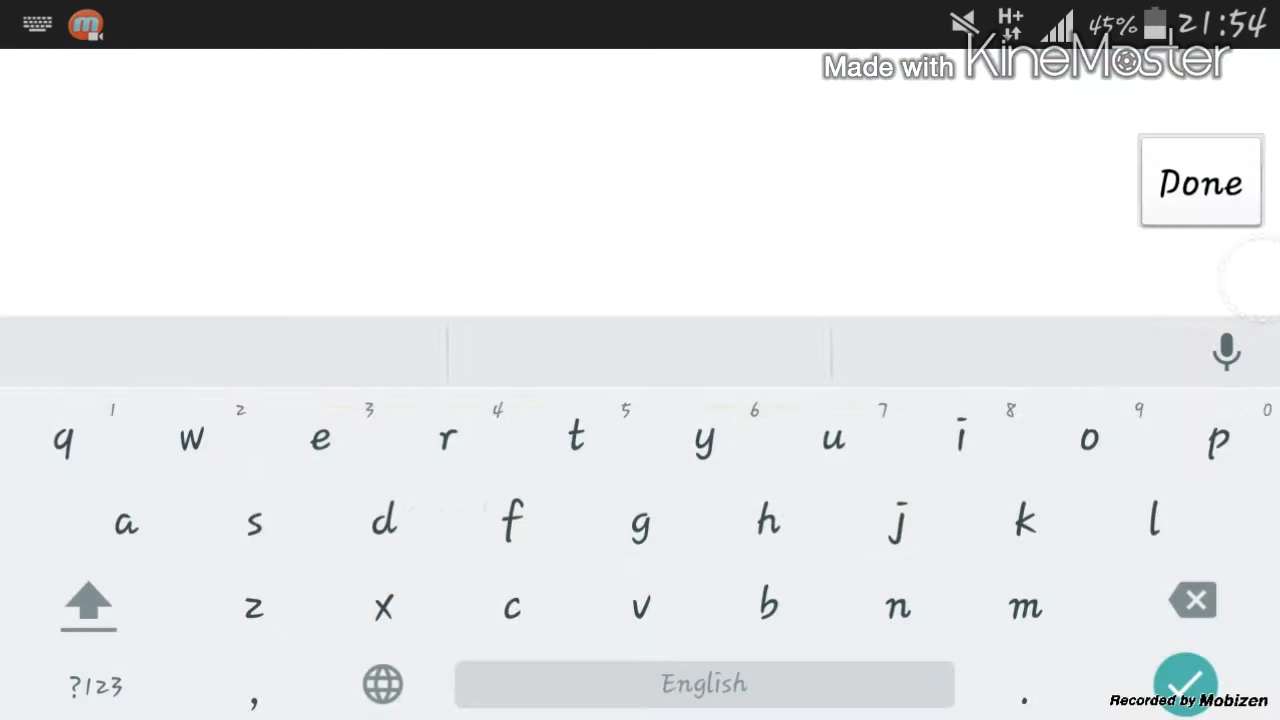 45% 21:54
H+
Made with KineMaster
Done
1 2 3 4 5 6 7 8 9 0
q w e r t y u i o p
a s d f g h j k l
z x c v b n m
?123 , English .
Recorded by Mobizen